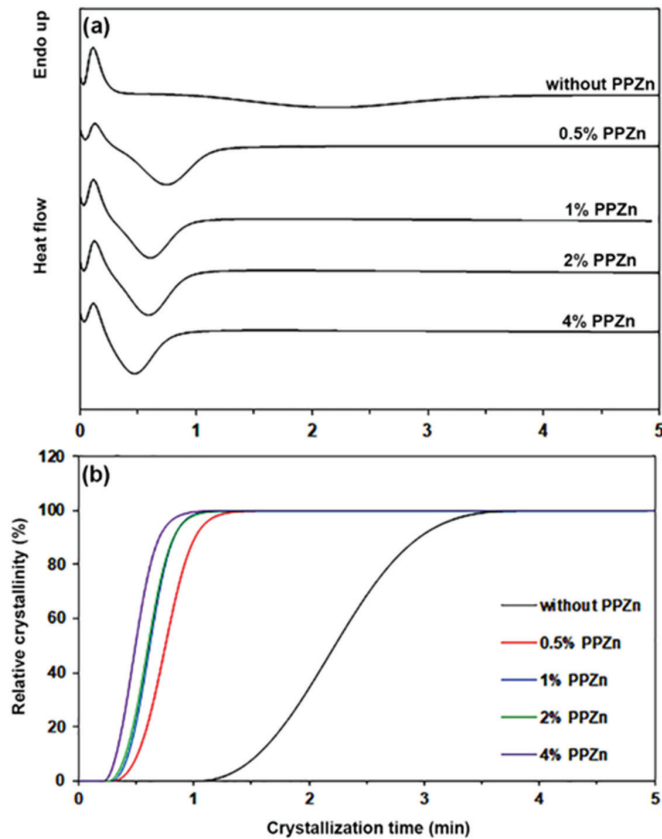 (a)
Endo up
Heat flow
without PPZn
0.5% PPZn
1% PPZn
2% PPZn
4% PPZn
0 1 2 3 4 5
(b)
Relative crystallinity (%)
120
100
80
60
40
20
0
without PPZn
0.5% PPZn
1% PPZn
2% PPZn
4% PPZn
0 1 2 3 4 5
Crystallization time (min)